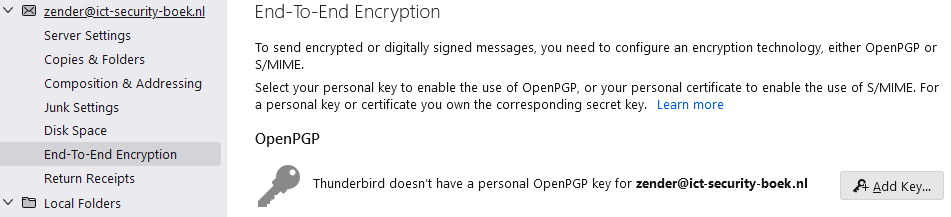 zender@ict-security-boek.nl
Server Settings
Copies & Folders
Composition & Addressing
Junk Settings
Disk Space
End-To-End Encryption
Return Receipts
Local Folders
End-To-End Encryption
To send encrypted or digitally signed messages, you need to configure an encryption technology, either OpenPGP or
S/MIME.
Select your personal key to enable the use of OpenPGP, or your personal certificate to enable the use of S/MIME. For
a personal key or certificate you own the corresponding secret key. Learn more
OpenPGP
Thunderbird doesn't have a personal OpenPGP key for zender@ict-security-boek.nl
Add Key...